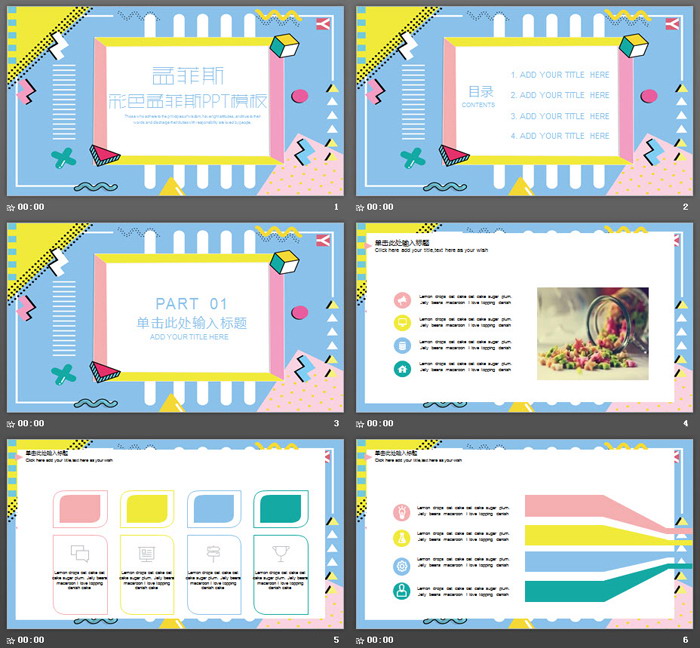 孟菲斯
彩色孟菲斯PPT模板
00:00
1
目录
CONTENTS
1. ADD YOUR TITLE HERE
2. ADD YOUR TITLE HERE
3. ADD YOUR TITLE HERE
4. ADD YOUR TITLE HERE
00:00
2
PART 01
单击此处输入标题
ADD YOUR TITLE HERE
00:00
3
单击此处输入标题
Click here add your title,text here as your wish
Lemon drops oat cake oat cake sugar plum.
Jelly beans macaroon I love topping danish
Lemon drops oat cake oat cake sugar plum.
Jelly beans macaroon I love topping danish
Lemon drops oat cake oat cake sugar plum.
Jelly beans macaroon I love topping danish
Lemon drops oat cake oat cake sugar plum.
Jelly beans macaroon I love topping danish
00:00
4
单击此处输入标题
Click here add your title,text here as your wish
Lemon drops oat cake oat
cake sugar plum. Jelly beans
macaroon I love topping
danish cake
Lemon drops oat cake oat
cake sugar plum. Jelly beans
macaroon I love topping
danish cake
Lemon drops oat cake oat
cake sugar plum. Jelly beans
macaroon I love topping
danish cake
Lemon drops oat cake oat
cake sugar plum. Jelly beans
macaroon I love topping
danish cake
00:00
5
单击此处输入标题
Click here add your title,text here as your wish
Lemon drops oat cake oat cake sugar plum.
Jelly beans macaroon I love topping danish
Lemon drops oat cake oat cake sugar plum.
Jelly beans macaroon I love topping danish
Lemon drops oat cake oat cake sugar plum.
Jelly beans macaroon I love topping danish
Lemon drops oat cake oat cake sugar plum.
Jelly beans macaroon I love topping danish
00:00
6